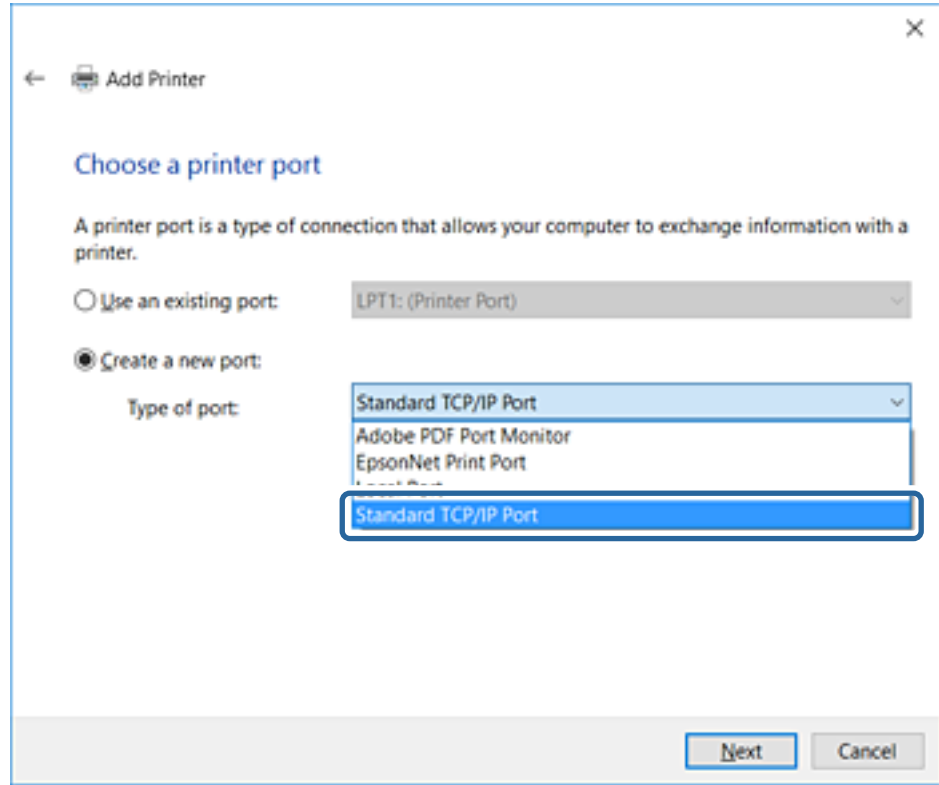 Add Printer
Choose a printer port
A printer port is a type of connection that allows your computer to exchange information with a
printer.
Use an existing port:
LPT1: (Printer Port)
Create a new port:
Type of port:
Standard TCP/IP Port
Adobe PDF Port Monitor
EpsonNet Print Port
Local Port
Standard TCP/IP Port
Next
Cancel